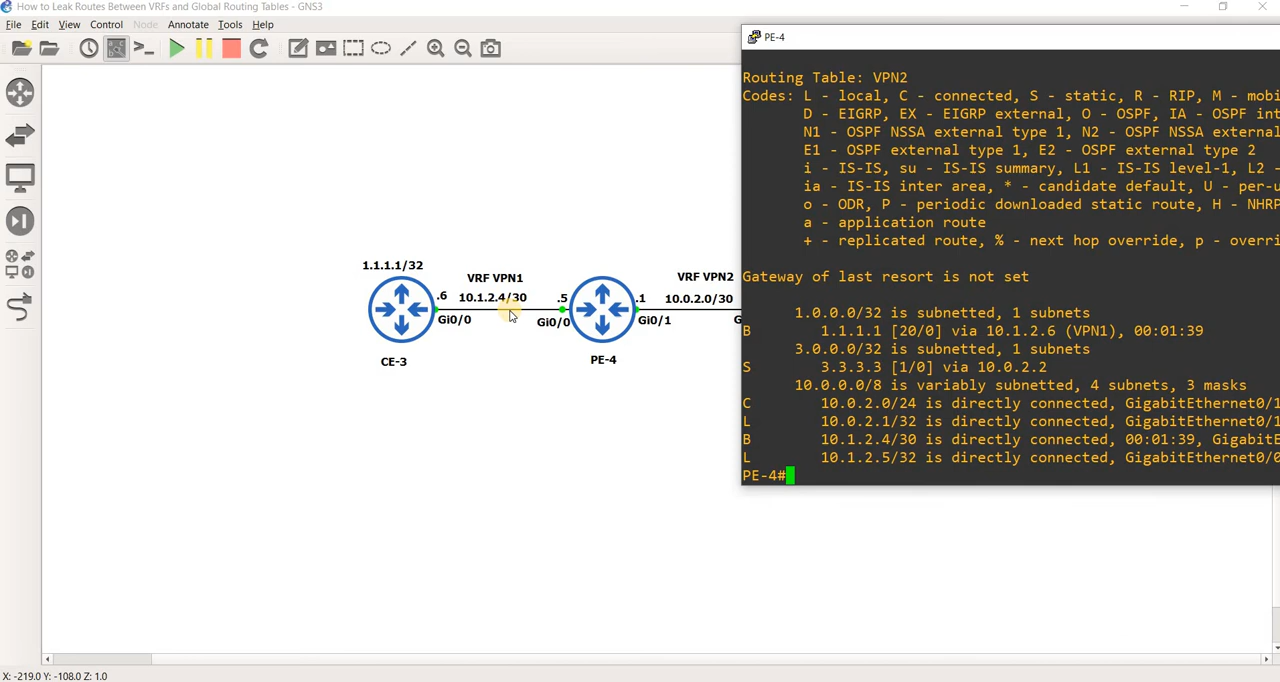 How to Leak Routes Between VRFs and Global Routing Tables - GNS3
File Edit View Control Node Annotate Tools Help
PE-4
Routing Table: VPN2
Codes: L - local, C - connected, S - static, R - RIP, M - mobi
D - EIGRP, EX - EIGRP external, O - OSPF, IA - OSPF int
N1 - OSPF NSSA external type 1, N2 - OSPF NSSA externa
E1 - OSPF external type 1, E2 - OSPF external type 2
i - IS-IS, su - IS-IS summary, L1 - IS-IS level-1, L2 -
ia - IS-IS inter area, * - candidate default, U - per-u
o - ODR, P - periodic downloaded static route, H - NHRP
a - application route
+ - replicated route, % - next hop override, p - overri
Gateway of last resort is not set
1.0.0.0/32 is subnetted, 1 subnets
B 1.1.1.1 [20/0] via 10.1.2.6 (VPN1), 00:01:39
3.0.0.0/32 is subnetted, 1 subnets
S 3.3.3.3 [1/0] via 10.0.2.2
10.0.0.0/8 is variably subnetted, 4 subnets, 3 masks
C 10.0.2.0/24 is directly connected, GigabitEthernet0/1
L 10.0.2.1/32 is directly connected, GigabitEthernet0/1
B 10.1.2.4/30 is directly connected, 00:01:39, GigabitE
L 10.1.2.5/32 is directly connected, GigabitEthernet0/0
PE-4#
1.1.1.1/32
VRF VPN1
VRF VPN2
.6 10.1.2.4/30 .5
.1 10.0.2.0/30
Gi0/0 Gi0/0 Gi0/1 G
CE-3
PE-4
X: -219.0 Y: -108.0 Z: 1.0